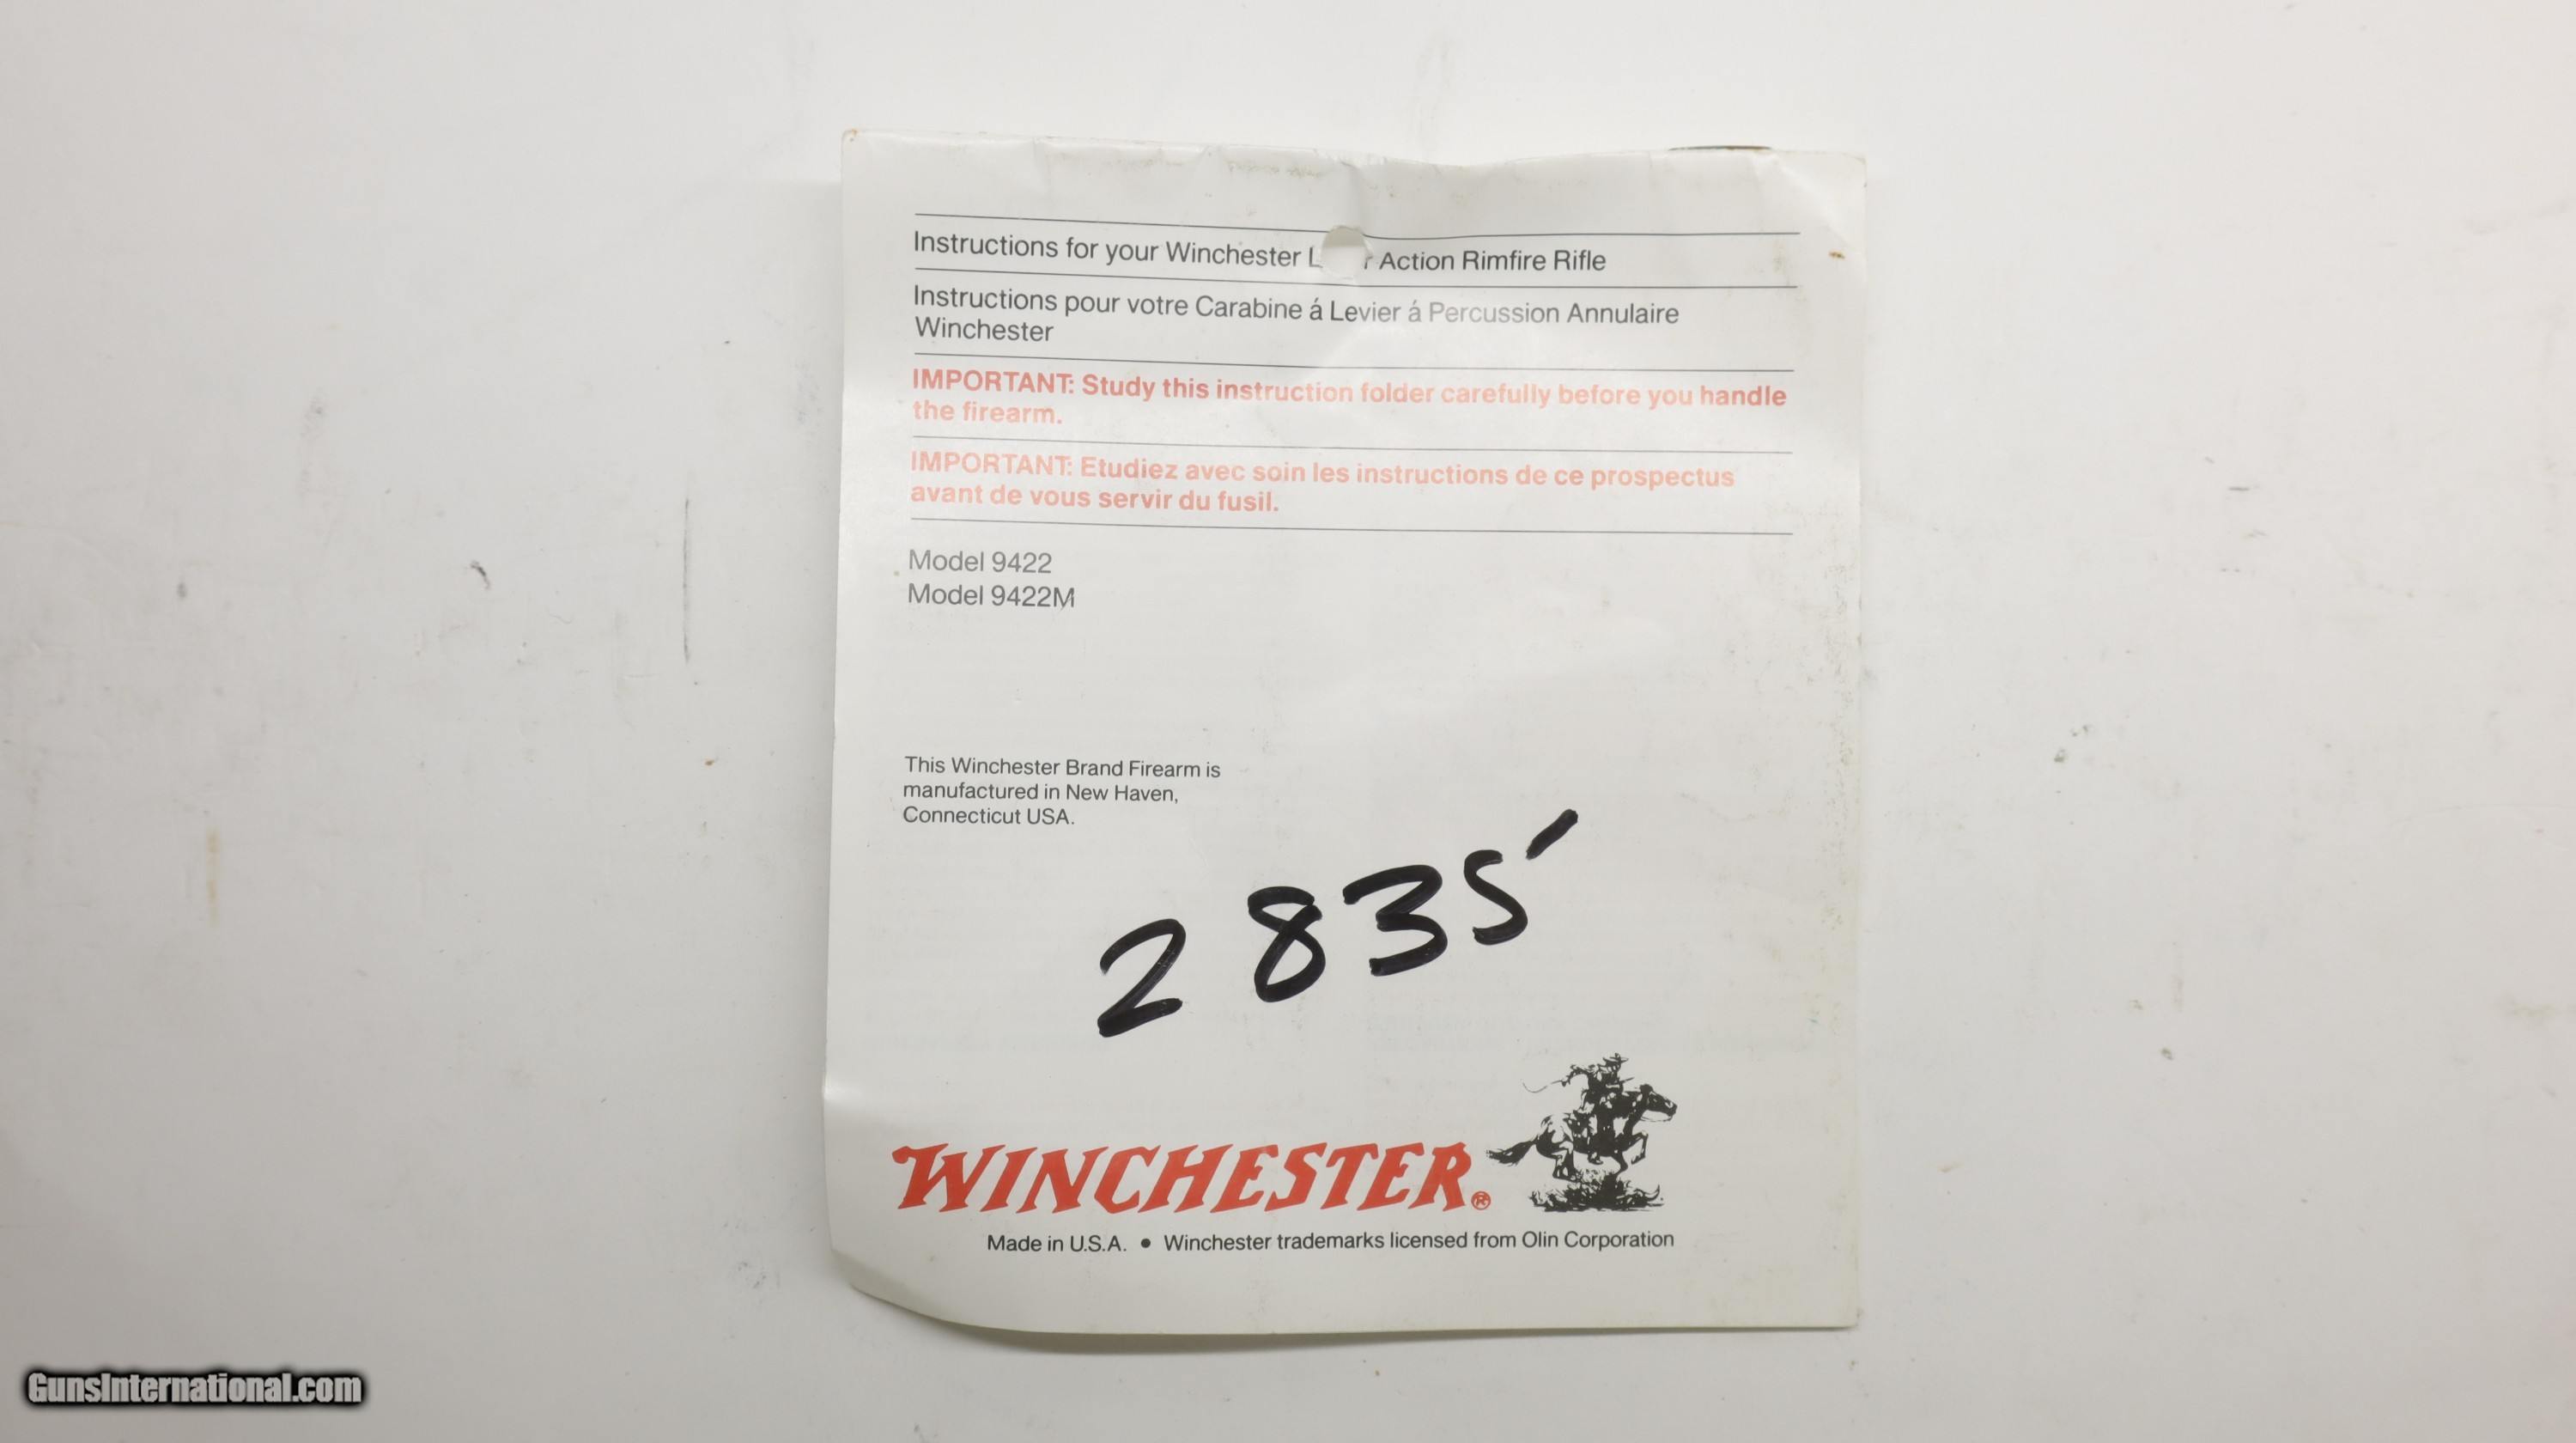 Instructions for your Winchester L r Action Rimfire Rifle
Instructions pour votre Carabine á Levier á Percussion Annulaire
Winchester
IMPORTANT: Study this instruction folder carefully before you handle
the firearm.
IMPORTANT: Etudiez avec soin les instructions de ce prospectus
avant de vous servir du fusil.
Model 9422
Model 9422M
This Winchester Brand Firearm is
manufactured in New Haven,
Connecticut USA.
2835
WINCHESTER®
Made in U.S.A. • Winchester trademarks licensed from Olin Corporation
GunsInternational.com